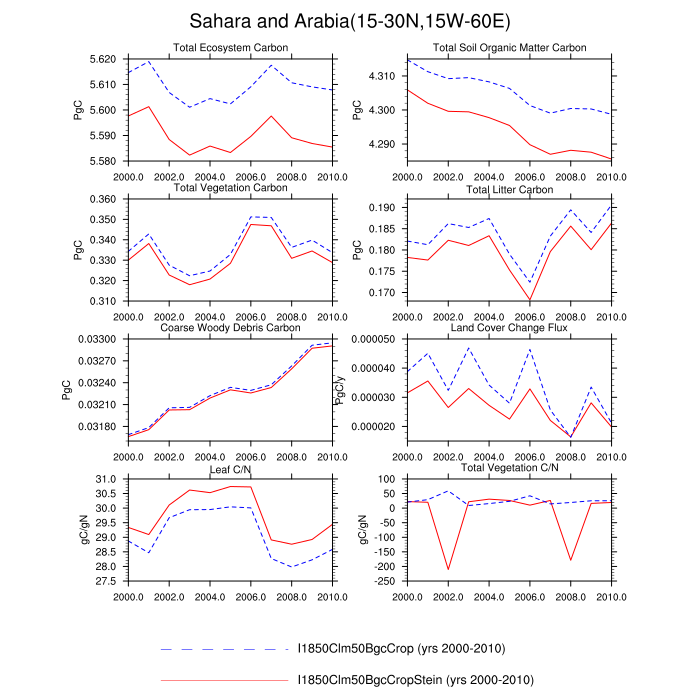 Sahara and Arabia(15-30N,15W-60E)
Total Ecosystem Carbon
Total Soil Organic Matter Carbon
PgC
5.620
5.610
5.600
5.590
5.580
2000.0 2002.0 2004.0 2006.0 2008.0 2010.0
PgC
4.310
4.300
4.290
2000.0 2002.0 2004.0 2006.0 2008.0 2010.0
Total Vegetation Carbon
Total Litter Carbon
PgC
0.360
0.350
0.340
0.330
0.320
0.310
2000.0 2002.0 2004.0 2006.0 2008.0 2010.0
PgC
0.190
0.185
0.180
0.175
0.170
2000.0 2002.0 2004.0 2006.0 2008.0 2010.0
Coarse Woody Debris Carbon
Land Cover Change Flux
PgC
0.03300
0.03270
0.03240
0.03210
0.03180
2000.0 2002.0 2004.0 2006.0 2008.0 2010.0
PgC/y
0.000050
0.000040
0.000030
0.000020
2000.0 2002.0 2004.0 2006.0 2008.0 2010.0
Leaf C/N
Total Vegetation C/N
gC/gN
31.0
30.5
30.0
29.5
29.0
28.5
28.0
27.5
2000.0 2002.0 2004.0 2006.0 2008.0 2010.0
gC/gN
100
50
0
-50
-100
-150
-200
-250
2000.0 2002.0 2004.0 2006.0 2008.0 2010.0
I1850Clm50BgcCrop (yrs 2000-2010)
I1850Clm50BgcCropStein (yrs 2000-2010)